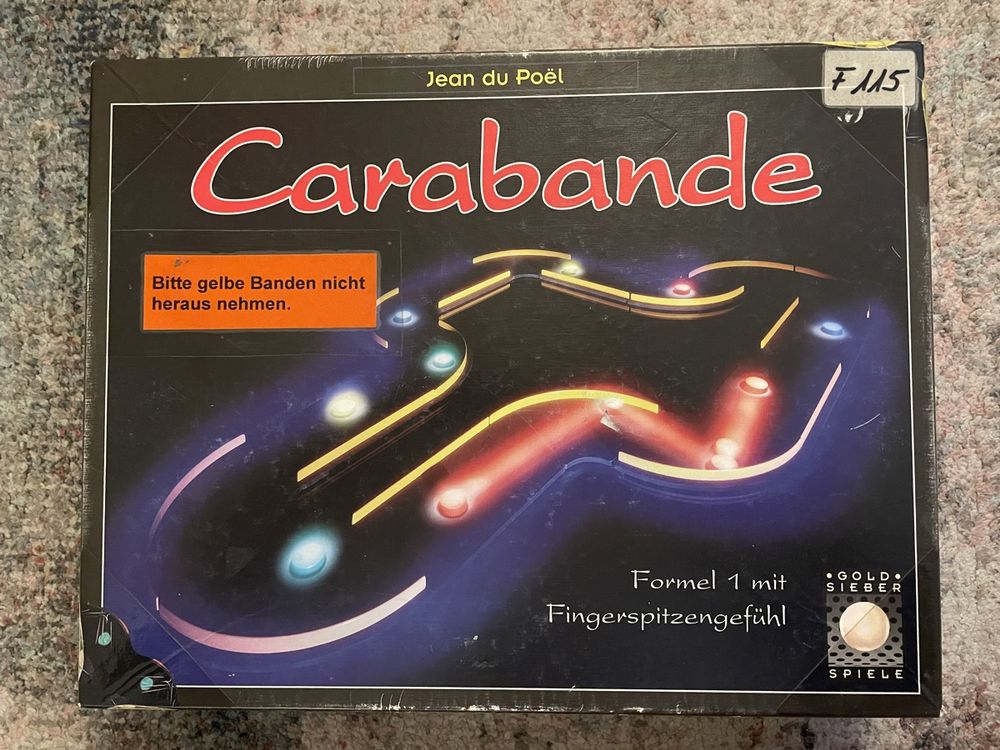 Jean du Poël
F 115
Carabande
Bitte gelbe Banden nicht
heraus nehmen.
Formel 1 mit
Fingerspitzengefühl
•GOLD•
SIEBER
SPIELE